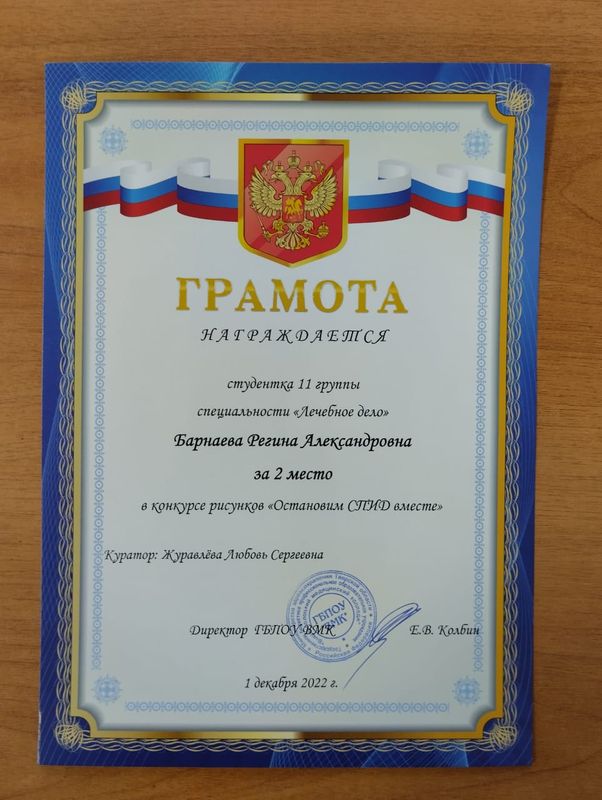 ГРАМОТА
НАГРАЖДАЕТСЯ
студентка 11 группы
специальности «Лечебное дело»
Барнаева Регина Александровна
за 2 место
в конкурсе рисунков «Остановим СПИД вместе»
Куратор: Журавлёва Любовь Сергеевна
Директор ГБПОУ ВМК
Е.В. Колбин
ГБПОУ
ВМК
1 декабря 2022 г.